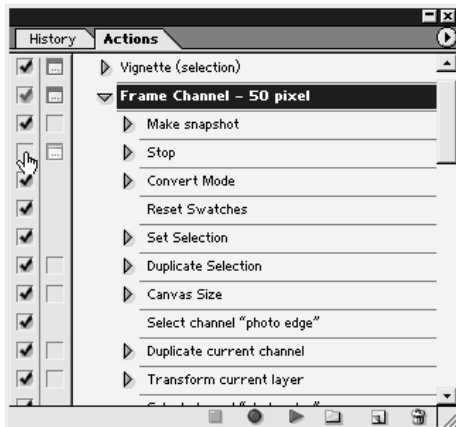 History Actions
Vignette (selection)
Frame Channel – 50 pixel
Make snapshot
Stop
Convert Mode
Reset Swatches
Set Selection
Duplicate Selection
Canvas Size
Select channel “photo edge”
Duplicate current channel
Transform current layer